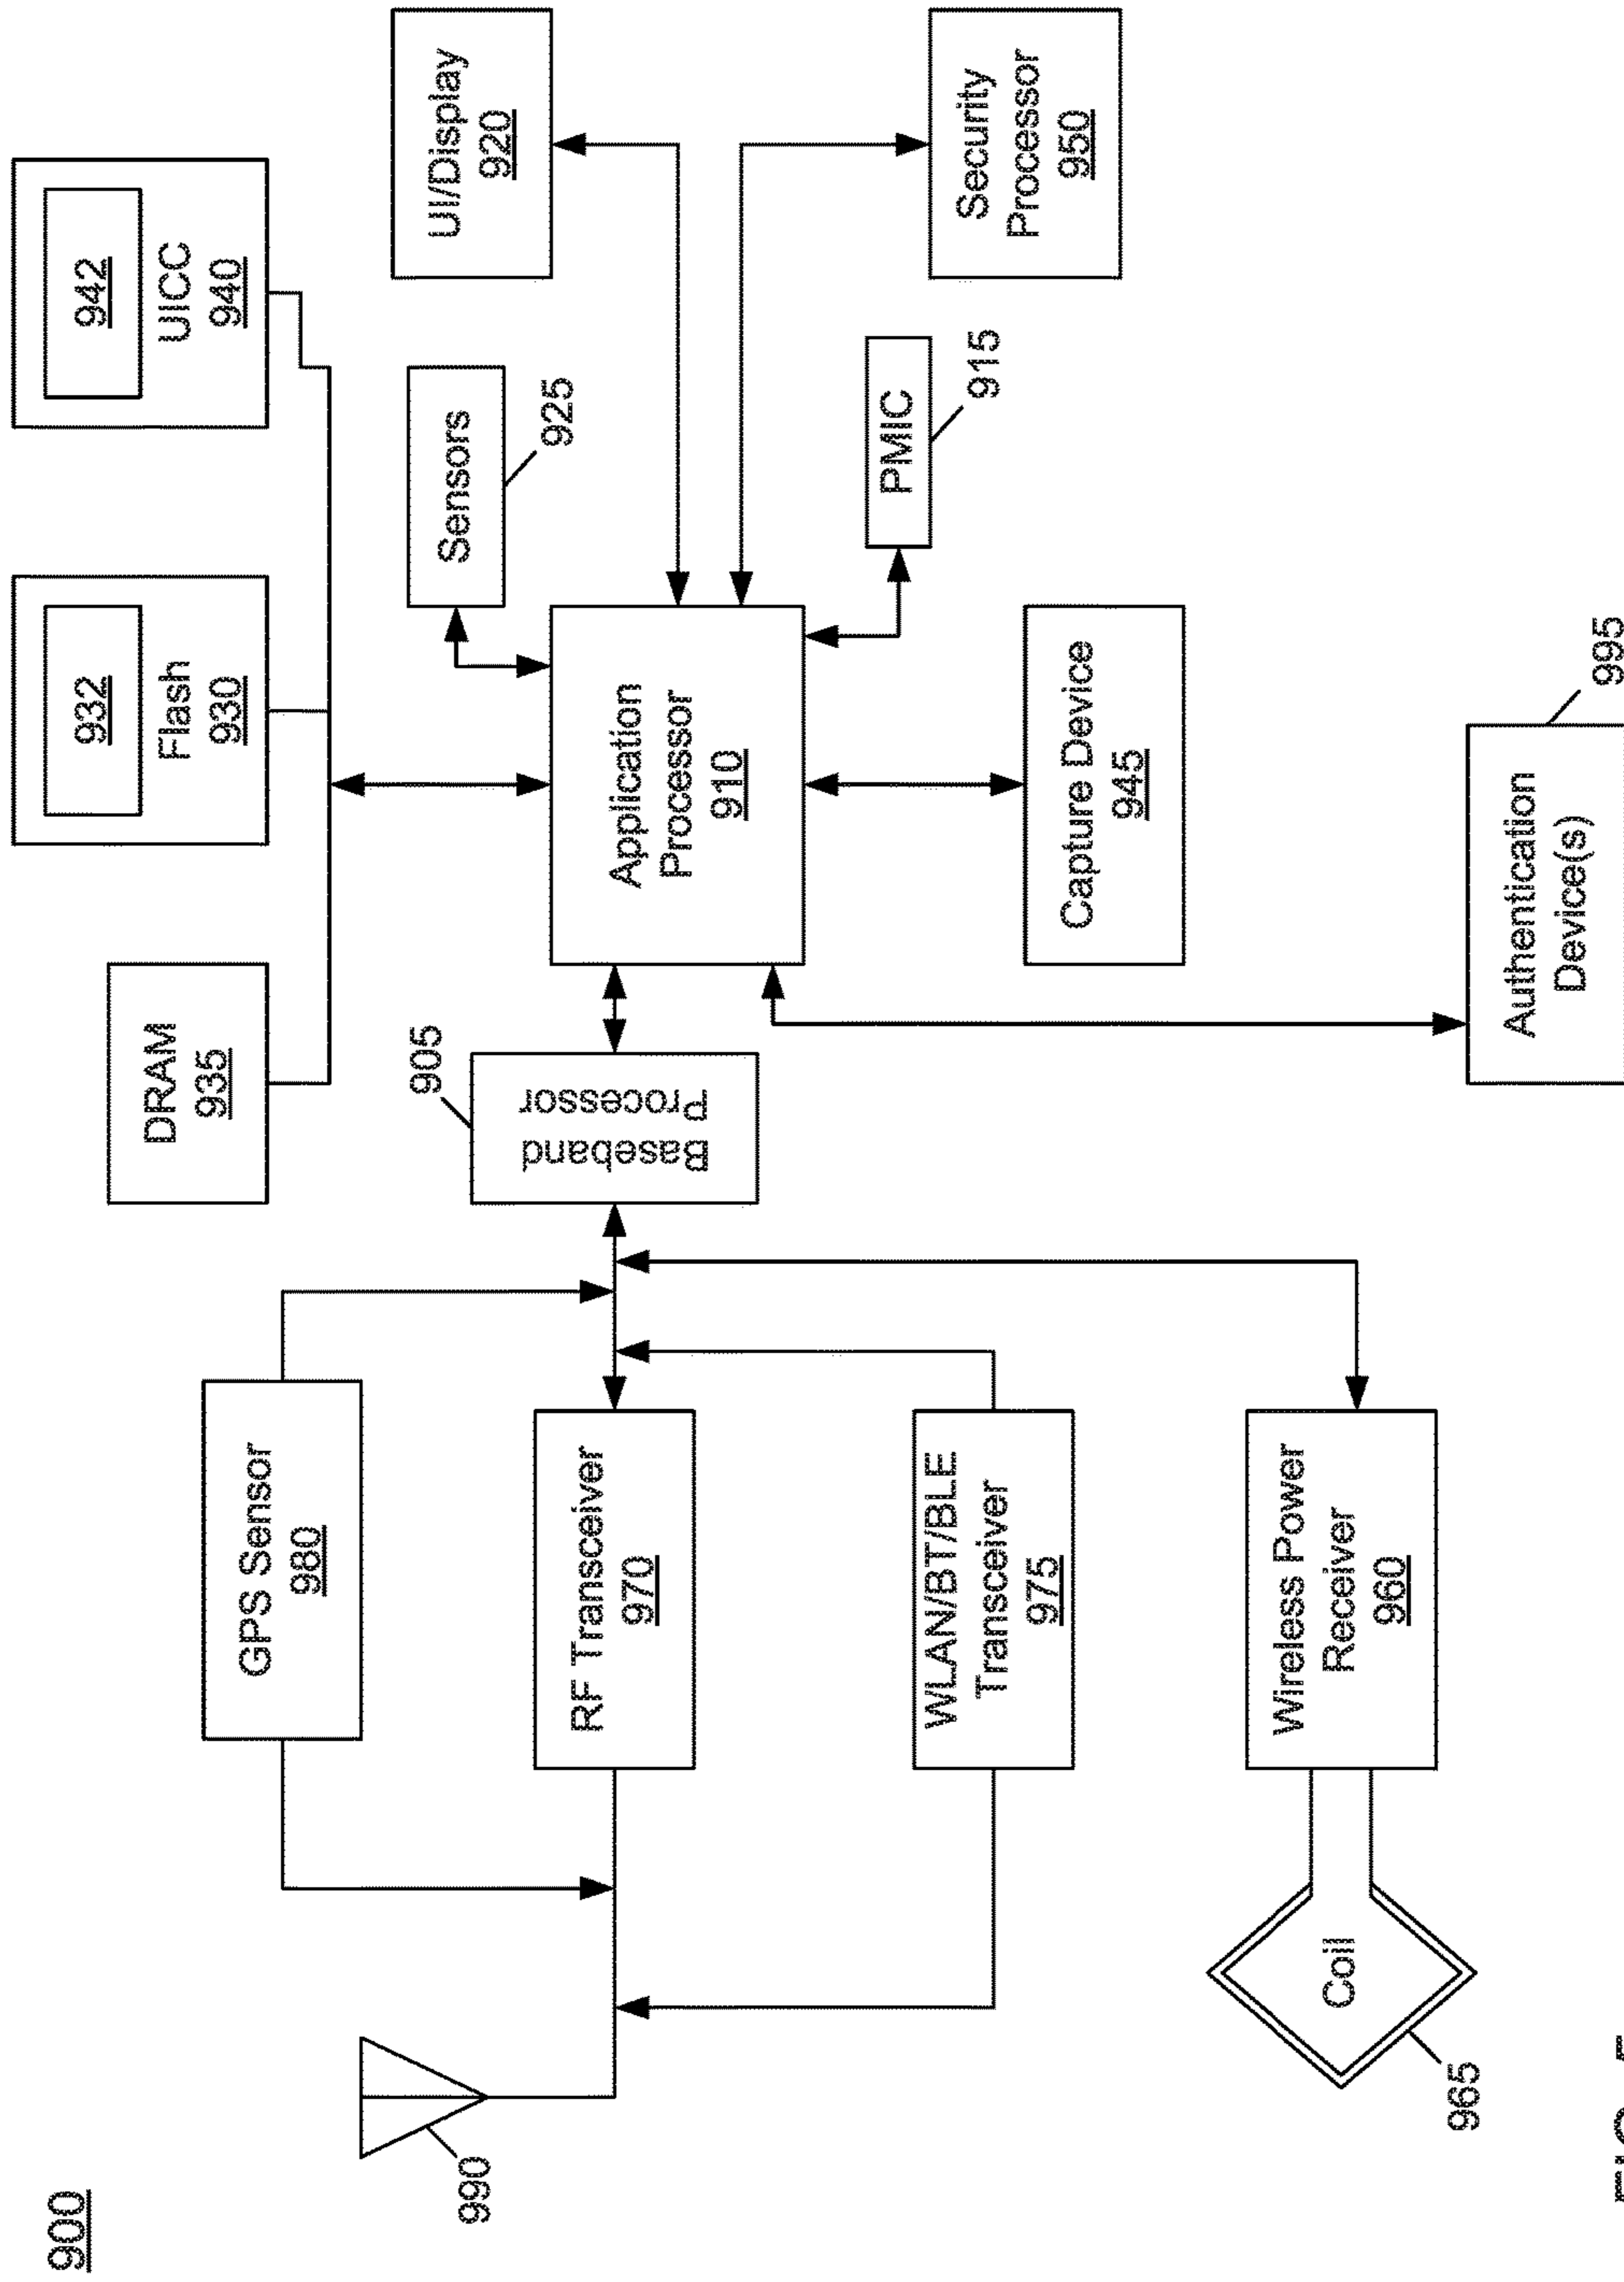 900
942
UICC
940
932
Flash
930
DRAM
935
GPS Sensor
980
990
905
Baseband
Processor
Sensors
925
UI/Display
920
RF Transceiver
970
Application
Processor
910
PMIC
915
Security
Processor
950
WLAN/BT/BLE
Transceiver
975
Capture Device
945
Coil
965
Wireless Power
Receiver
960
Authentication
Device(s)
995